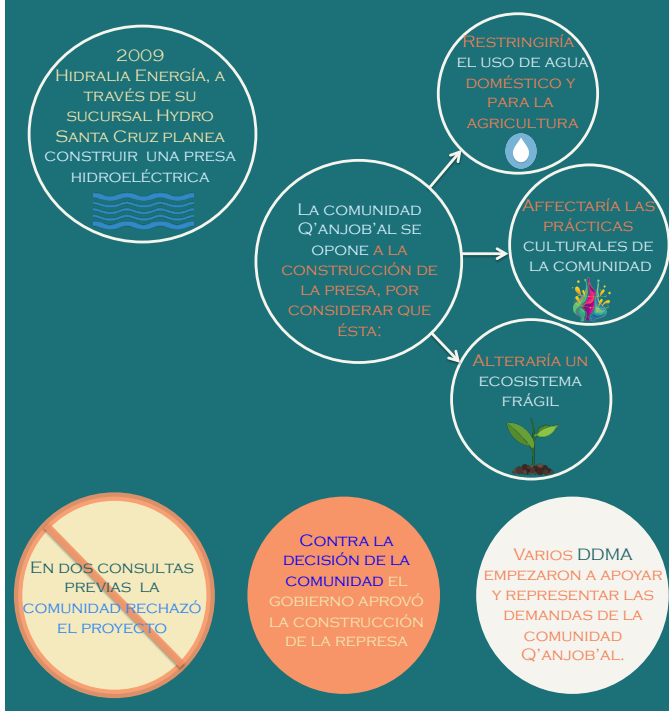 2009
Hidralia Energía, a
través de su
sucursal Hydro
Santa Cruz planea
construir una presa
hidroeléctrica
Restringiría
el uso de agua
doméstico y
para la
agricultura
La comunidad
Q'anjob'al se
opone a la
construcción de
la presa, por
considerar que
ésta:
Affectaría las
prácticas
culturales de
la comunidad
Alteraría un
ecosistema
frágil
En dos consultas
previas la
comunidad rechazó
el proyecto
Contra la
decisión de la
comunidad el
gobierno aprovó
la construcción
de la represa
Varios DDMA
empezaron a apoyar
y representar las
demandas de la
comunidad
Q'anjob'al.